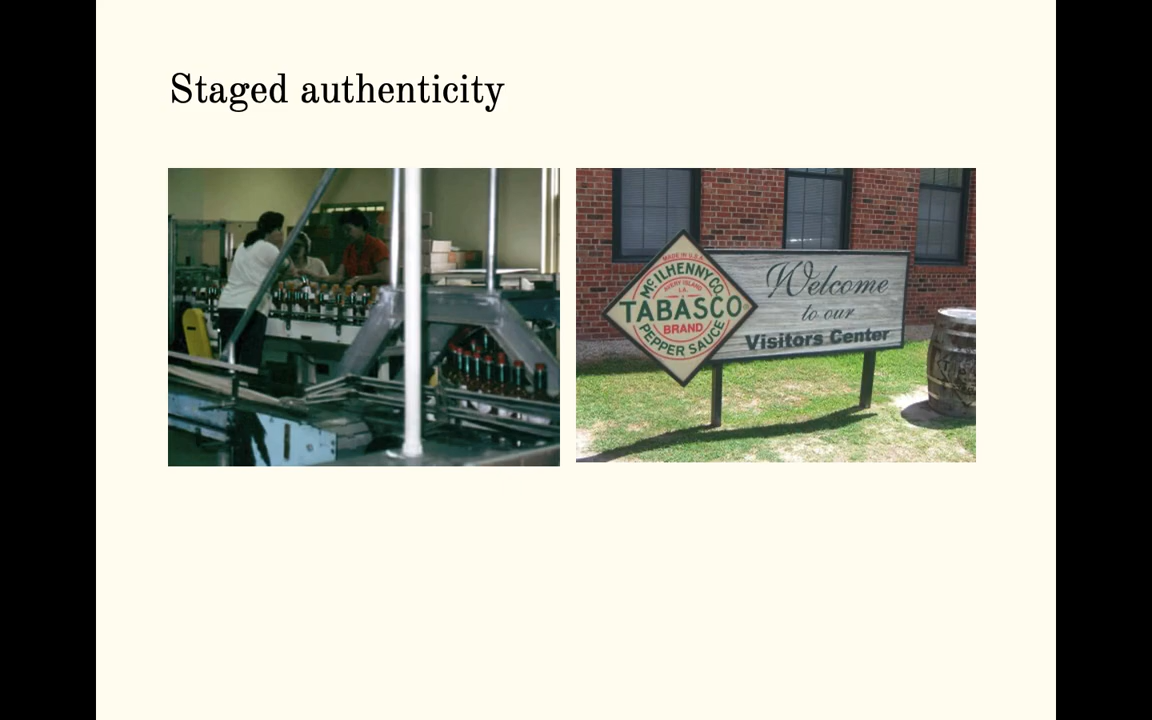 Staged authenticity
MADE IN U.S.A.
McILHENNY CO.
AVERY ISLAND
LA.
TABASCO
BRAND
PEPPER SAUCE
Welcome
to our
Visitors Center